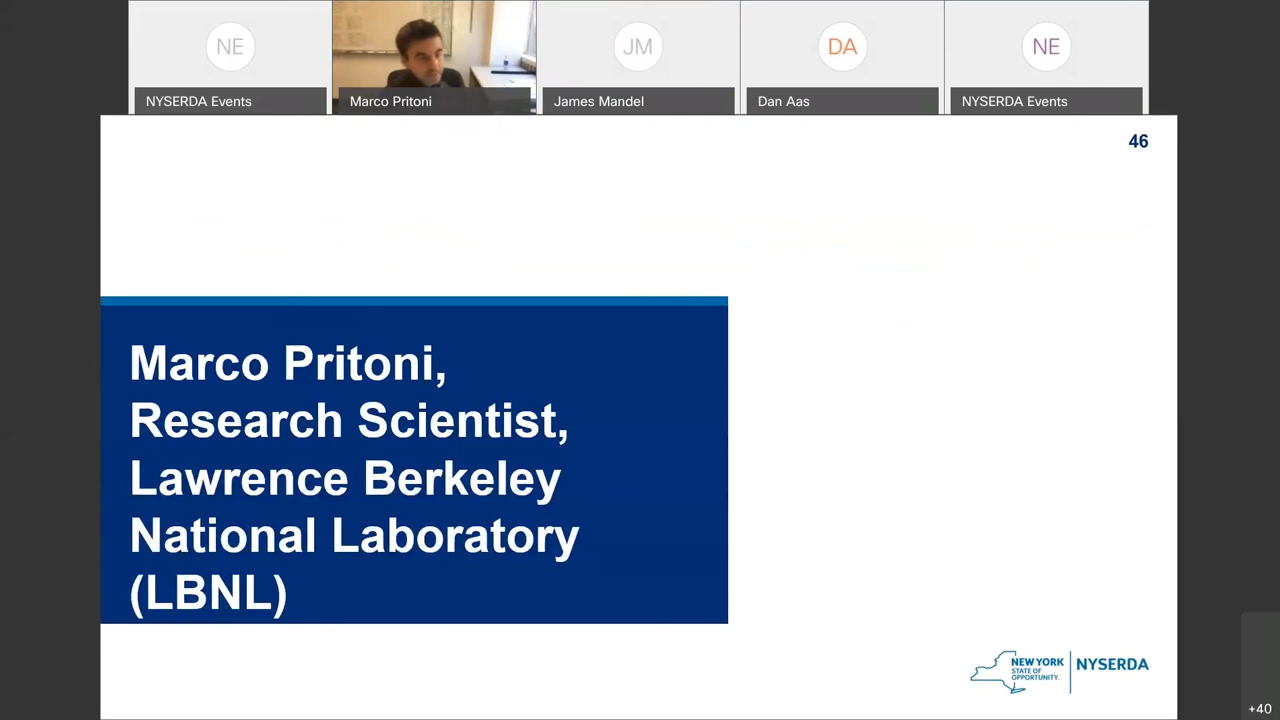 NE
JM
DA
NE
NYSERDA Events
Marco Pritoni
James Mandel
Dan Aas
NYSERDA Events
46
Marco Pritoni,
Research Scientist,
Lawrence Berkeley
National Laboratory
(LBNL)
NEW YORK
STATE OF
OPPORTUNITY.
NYSERDA
+40